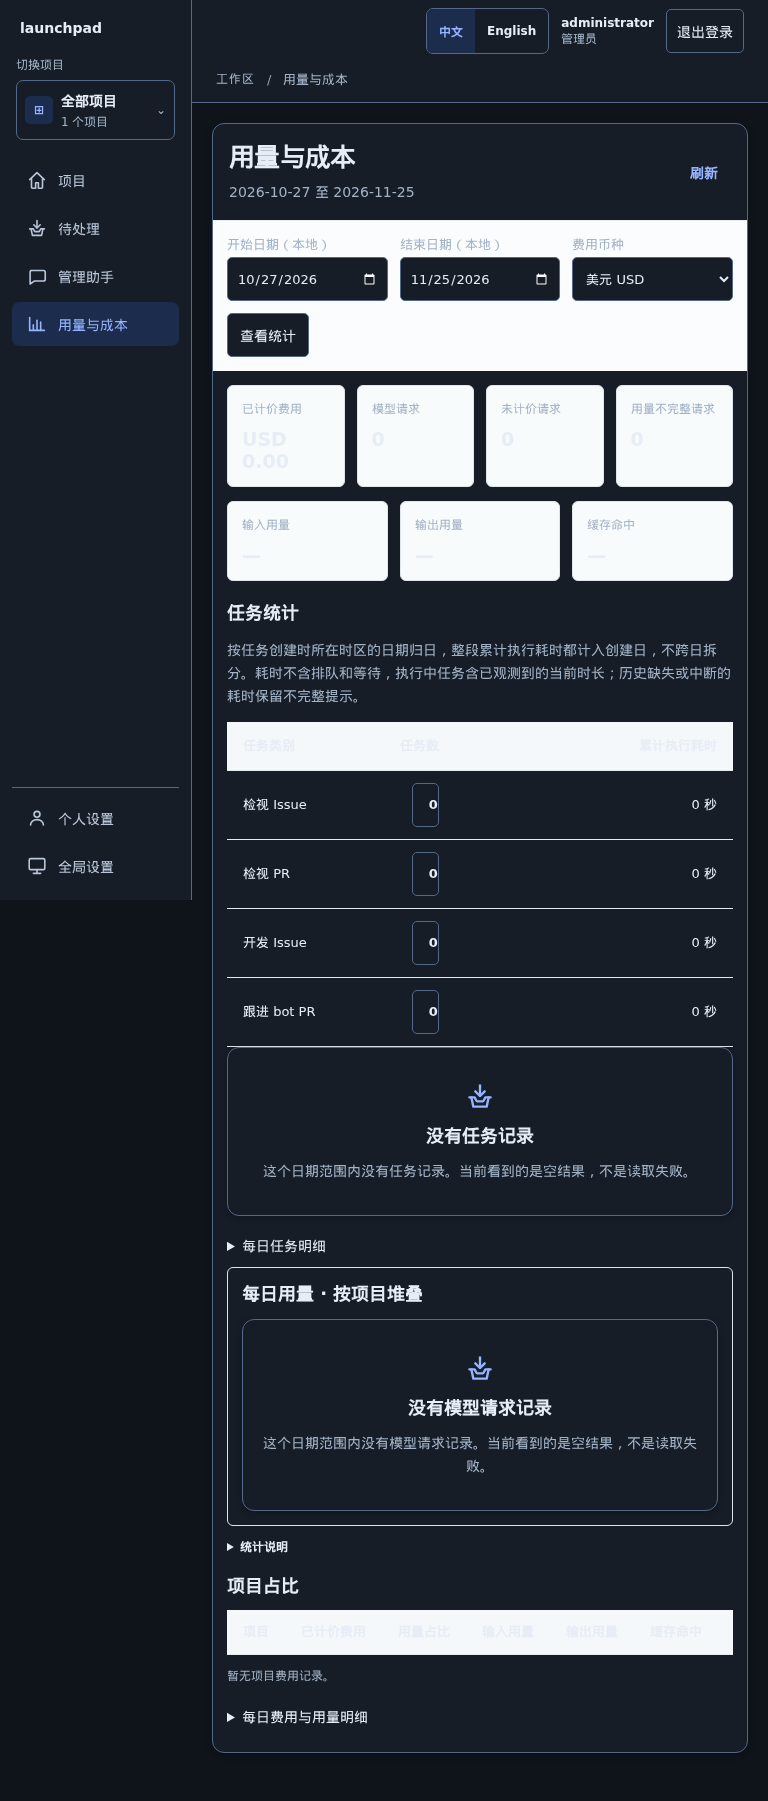 launchpad
切换项目
全部项目
1 个项目
项目
待处理
管理助手
用量与成本
个人设置
全局设置
中文 English
administrator
管理员
退出登录
工作区 / 用量与成本
用量与成本
2026-10-27 至 2026-11-25
刷新
开始日期（本地） 结束日期（本地） 费用币种
10/27/2026 11/25/2026 美元 USD
查看统计
已计价费用 模型请求 未计价请求 用量不完整请求
USD 0 0 0
0.00
输入用量 输出用量 缓存命中
— — —
任务统计
按任务创建时所在时区的日期归日，整段累计执行耗时都计入创建日，不跨日拆
分。耗时不含排队和等待，执行中任务含已观测到的当前时长；历史缺失或中断的
耗时保留不完整提示。
任务类别 任务数 累计执行耗时
检视 Issue 0 0 秒
检视 PR 0 0 秒
开发 Issue 0 0 秒
跟进 bot PR 0 0 秒
没有任务记录
这个日期范围内没有任务记录。当前看到的是空结果，不是读取失败。
每日任务明细
每日用量 · 按项目堆叠
没有模型请求记录
这个日期范围内没有模型请求记录。当前看到的是空结果，不是读取失
败。
统计说明
项目占比
项目 已计价费用 用量占比 输入用量 输出用量 缓存命中
暂无项目费用记录。
每日费用与用量明细